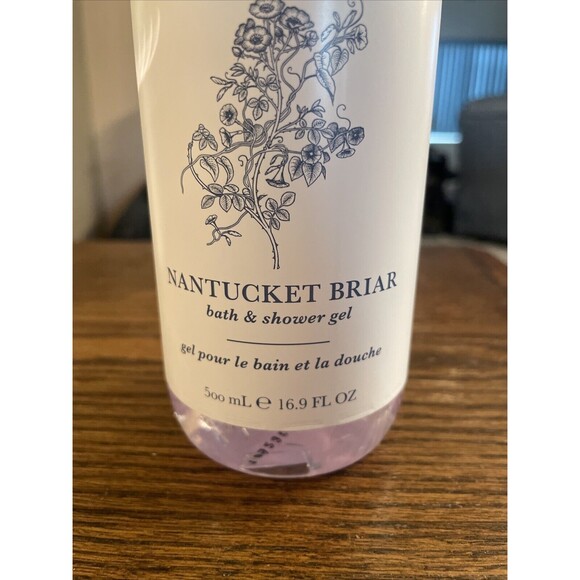 NANTUCKET BRIAR
bath & shower gel
gel pour le bain et la douche
500 mL ℮ 16.9 FL OZ